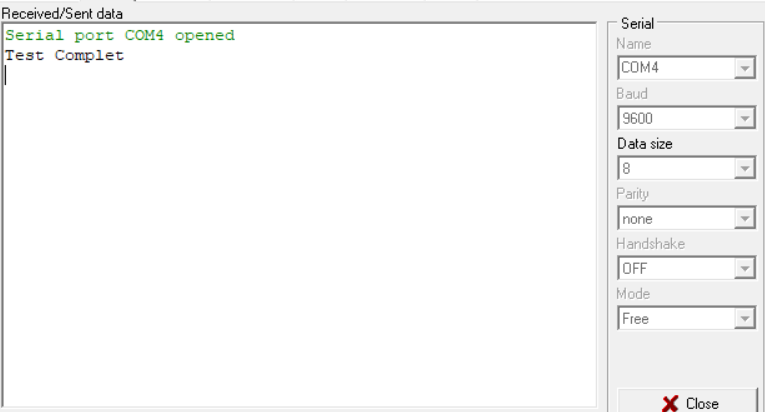 Received/Sent data
Serial port COM4 opened
Test Complet
Serial
Name
COM4
Baud
9600
Data size
8
Parity
none
Handshake
OFF
Mode
Free
Close